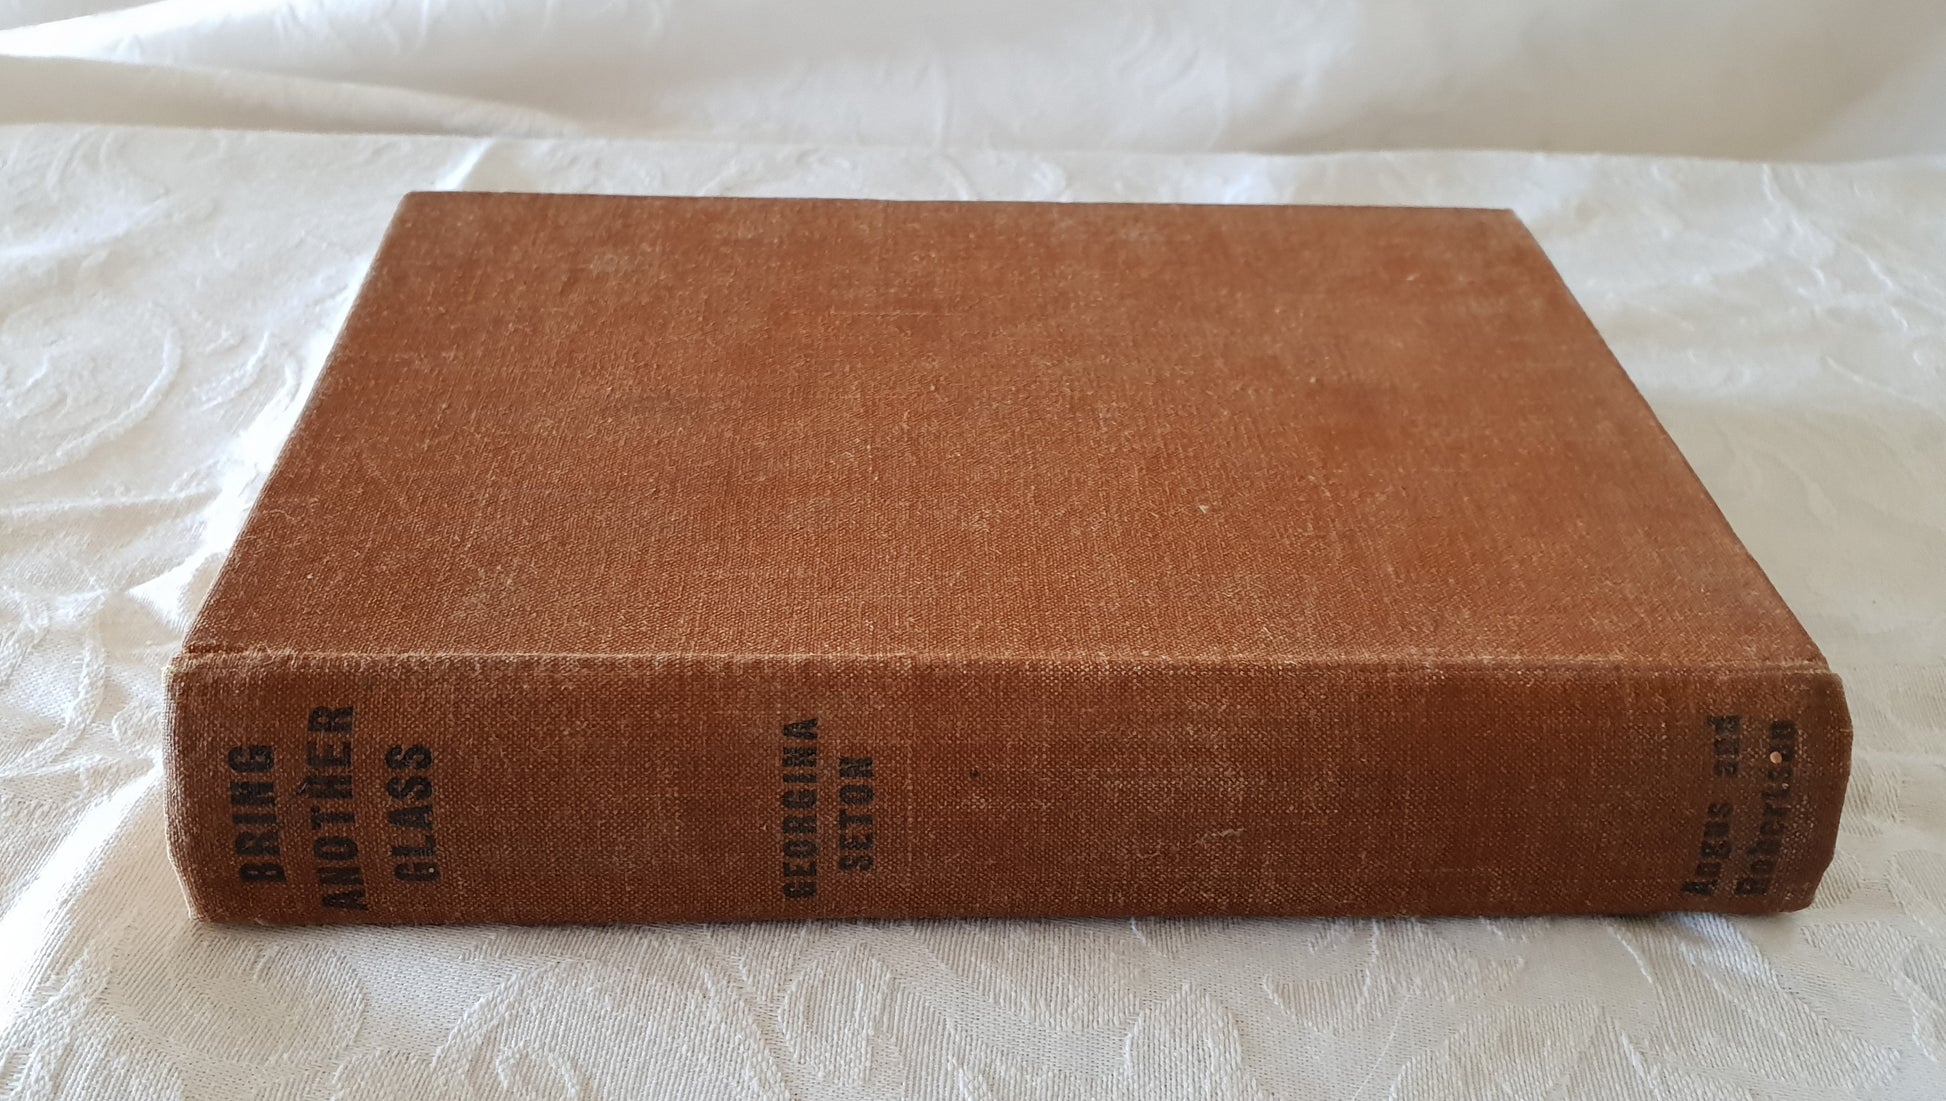 BRING
ANOTHER
GLASS
GEORGINA
SETON
Angus and
Robertson